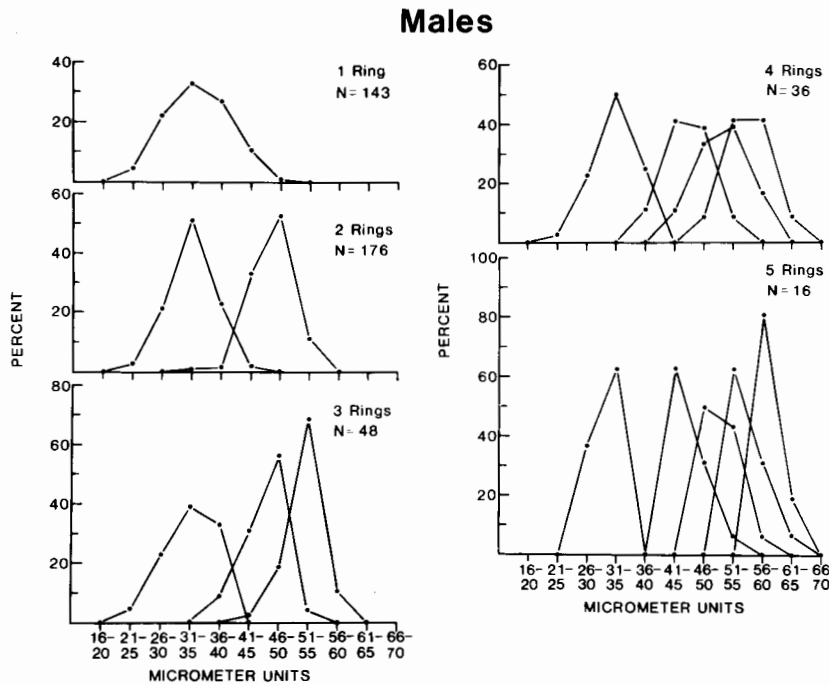 Males
40
20
1 Ring
N=143
60
40
20
2 Rings
N=176
PERCENT
80
60
40
20
3 Rings
N=48
16-20
21-25
26-30
31-35
36-40
41-45
46-50
51-55
56-60
61-65
66-70
MICROMETER UNITS
60
40
20
4 Rings
N=36
PERCENT
100
80
60
40
20
5 Rings
N=16
16-20
21-25
26-30
31-35
36-40
41-45
46-50
51-55
56-60
61-65
66-70
MICROMETER UNITS